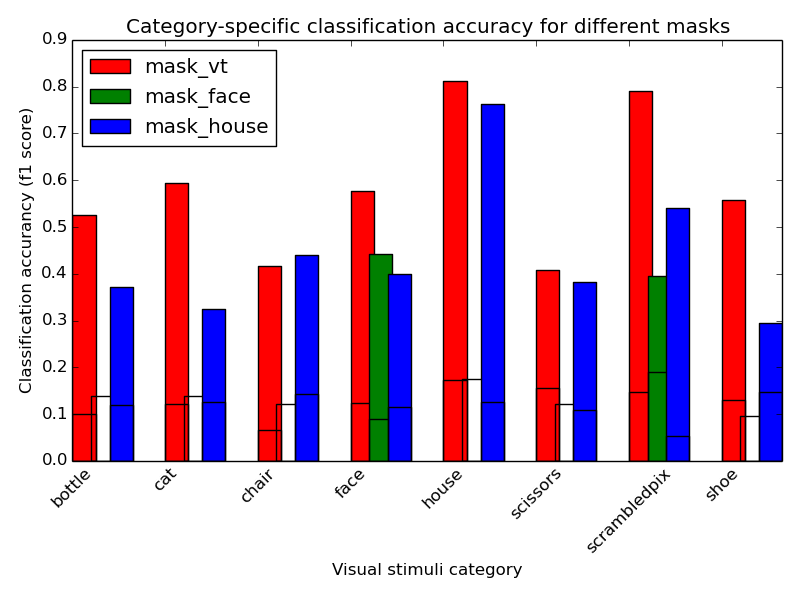 Category-specific classification accuracy for different masks
mask_vt
mask_face
mask_house
0.9
0.8
0.7
0.6
0.5
0.4
0.3
0.2
0.1
0.0
Classification accurancy (f1 score)
bottle
cat
chair
face
house
scissors
scrambledpix
shoe
Visual stimuli category